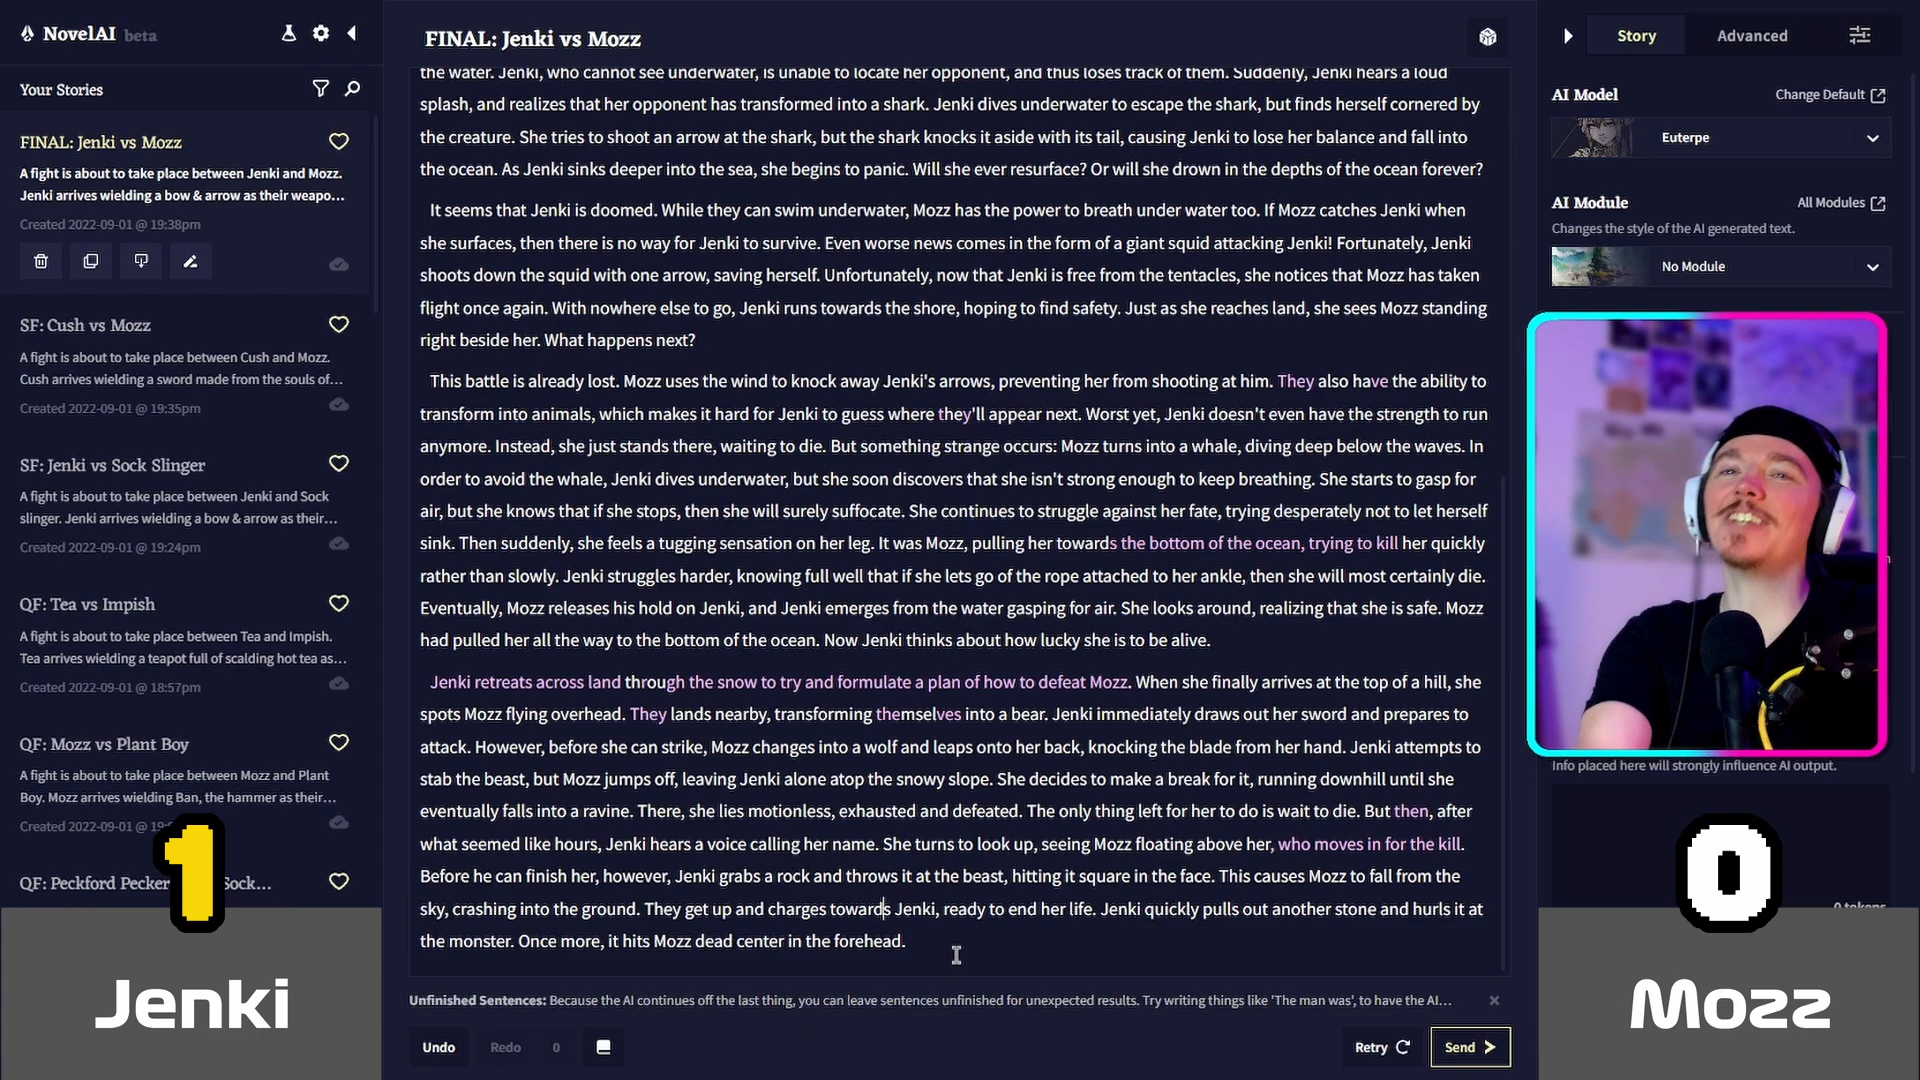 NovelAI beta
Your Stories
FINAL: Jenki vs Mozz
A fight is about to take place between Jenki and Mozz.
Jenki arrives wielding a bow & arrow as their weapo...
Created 2022-09-01 @ 19:38pm
SF: Cush vs Mozz
A fight is about to take place between Cush and Mozz.
Cush arrives wielding a sword made from the souls of...
Created 2022-09-01 @ 19:35pm
SF: Jenki vs Sock Slinger
A fight is about to take place between Jenki and Sock
slinger. Jenki arrives wielding a bow & arrow as their...
Created 2022-09-01 @ 19:24pm
QF: Tea vs Impish
A fight is about to take place between Tea and Impish.
Tea arrives wielding a teapot full of scalding hot tea as...
Created 2022-09-01 @ 18:57pm
QF: Mozz vs Plant Boy
A fight is about to take place between Mozz and Plant
Boy. Mozz arrives wielding Ban, the hammer as their...
Created 2022-09-01 @
QF: Peckford Pecker Sock...
1
Jenki
FINAL: Jenki vs Mozz
the water. Jenki, who cannot see underwater, is unable to locate her opponent, and thus loses track of them. Suddenly, Jenki hears a loud
splash, and realizes that her opponent has transformed into a shark. Jenki dives underwater to escape the shark, but finds herself cornered by
the creature. She tries to shoot an arrow at the shark, but the shark knocks it aside with its tail, causing Jenki to lose her balance and fall into
the ocean. As Jenki sinks deeper into the sea, she begins to panic. Will she ever resurface? Or will she drown in the depths of the ocean forever?
It seems that Jenki is doomed. While they can swim underwater, Mozz has the power to breath under water too. If Mozz catches Jenki when
she surfaces, then there is no way for Jenki to survive. Even worse news comes in the form of a giant squid attacking Jenki! Fortunately, Jenki
shoots down the squid with one arrow, saving herself. Unfortunately, now that Jenki is free from the tentacles, she notices that Mozz has taken
flight once again. With nowhere else to go, Jenki runs towards the shore, hoping to find safety. Just as she reaches land, she sees Mozz standing
right beside her. What happens next?
This battle is already lost. Mozz uses the wind to knock away Jenki's arrows, preventing her from shooting at him. They also have the ability to
transform into animals, which makes it hard for Jenki to guess where they'll appear next. Worst yet, Jenki doesn't even have the strength to run
anymore. Instead, she just stands there, waiting to die. But something strange occurs: Mozz turns into a whale, diving deep below the waves. In
order to avoid the whale, Jenki dives underwater, but she soon discovers that she isn't strong enough to keep breathing. She starts to gasp for
air, but she knows that if she stops, then she will surely suffocate. She continues to struggle against her fate, trying desperately not to let herself
sink. Then suddenly, she feels a tugging sensation on her leg. It was Mozz, pulling her towards the bottom of the ocean, trying to kill her quickly
rather than slowly. Jenki struggles harder, knowing full well that if she lets go of the rope attached to her ankle, then she will most certainly die.
Eventually, Mozz releases his hold on Jenki, and Jenki emerges from the water gasping for air. She looks around, realizing that she is safe. Mozz
had pulled her all the way to the bottom of the ocean. Now Jenki thinks about how lucky she is to be alive.
Jenki retreats across land through the snow to try and formulate a plan of how to defeat Mozz. When she finally arrives at the top of a hill, she
spots Mozz flying overhead. They lands nearby, transforming themselves into a bear. Jenki immediately draws out her sword and prepares to
attack. However, before she can strike, Mozz changes into a wolf and leaps onto her back, knocking the blade from her hand. Jenki attempts to
stab the beast, but Mozz jumps off, leaving Jenki alone atop the snowy slope. She decides to make a break for it, running downhill until she
eventually falls into a ravine. There, she lies motionless, exhausted and defeated. The only thing left for her to do is wait to die. But then, after
what seemed like hours, Jenki hears a voice calling her name. She turns to look up, seeing Mozz floating above her, who moves in for the kill.
Before he can finish her, however, Jenki grabs a rock and throws it at the beast, hitting it square in the face. This causes Mozz to fall from the
sky, crashing into the ground. They get up and charges towards Jenki, ready to end her life. Jenki quickly pulls out another stone and hurls it at
the monster. Once more, it hits Mozz dead center in the forehead.
Unfinished Sentences: Because the AI continues off the last thing, you can leave sentences unfinished for unexpected results. Try writing things like 'The man was', to have the AI...
Undo
Redo
0
Retry
Send
Story
Advanced
AI Model
Change Default
Euterpe
AI Module
All Modules
Changes the style of the AI generated text.
No Module
Info placed here will strongly influence AI output.
0 tokens
0
Mozz